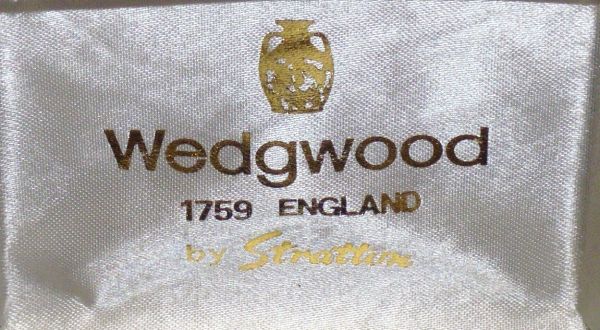 Wedgwood
1759 ENGLAND
by Stratton